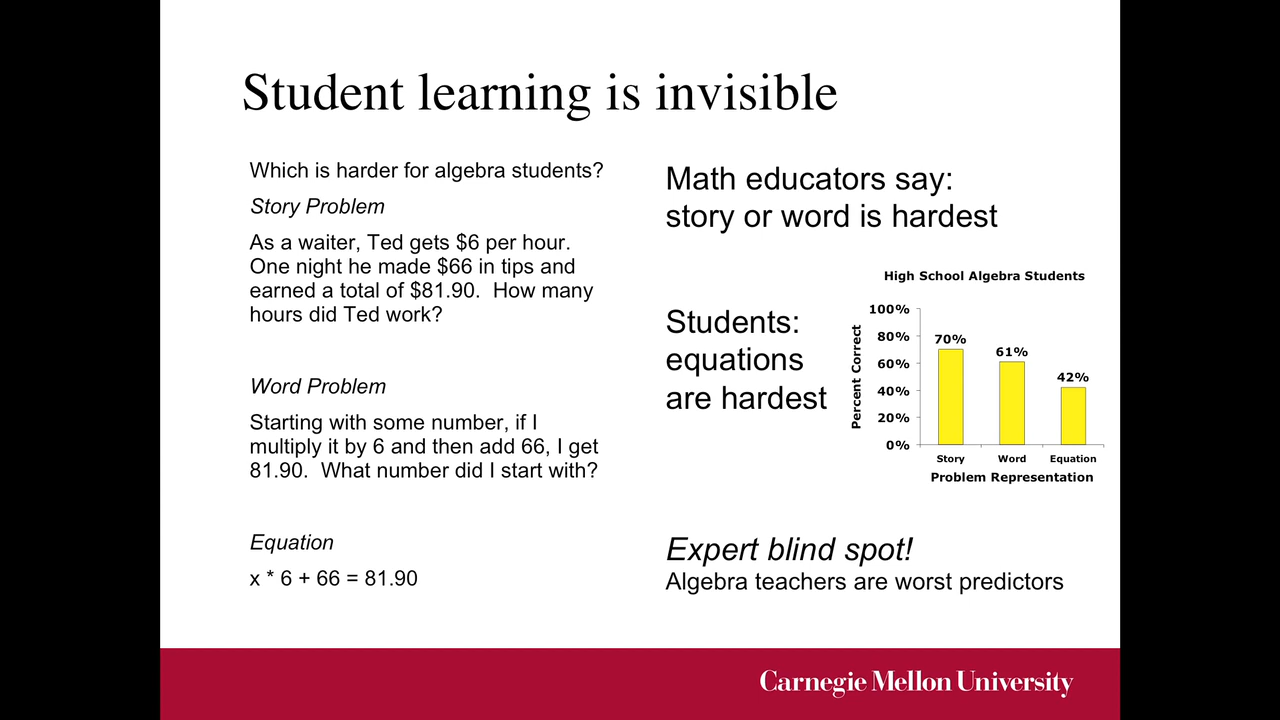 Student learning is invisible
Which is harder for algebra students?
Story Problem
As a waiter, Ted gets $6 per hour.
One night he made $66 in tips and
earned a total of $81.90.  How many
hours did Ted work?
Word Problem
Starting with some number, if I
multiply it by 6 and then add 66, I get
81.90.  What number did I start with?
Equation
x * 6 + 66 = 81.90
Math educators say:
story or word is hardest
Students:
equations
are hardest
High School Algebra Students
Percent Correct
100%
80%
60%
40%
20%
0%
70%
61%
42%
Story Word Equation
Problem Representation
Expert blind spot!
Algebra teachers are worst predictors
Carnegie Mellon University